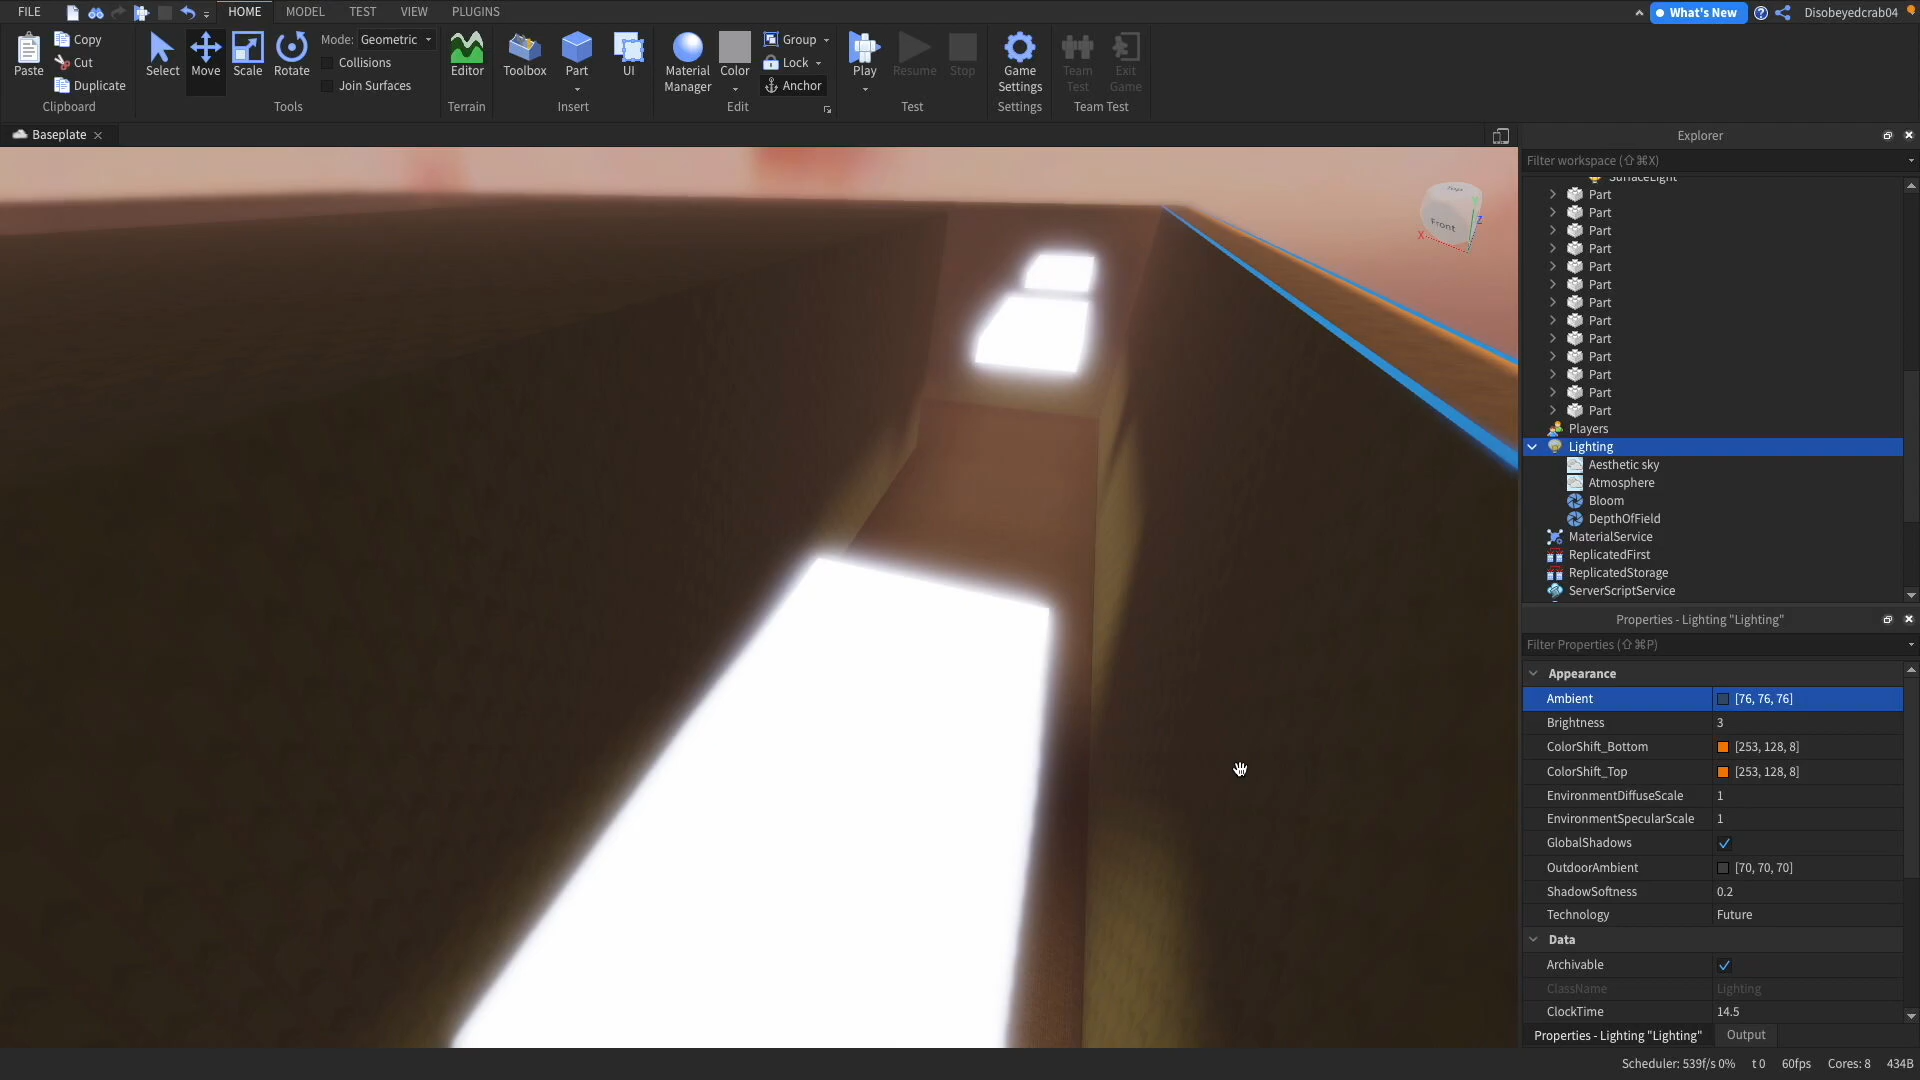 FILE HOME MODEL TEST VIEW PLUGINS What's New Disobeyedcrab04
Paste Copy Cut Duplicate Clipboard
Select Move Scale Rotate Mode: Geometric Collisions Join Surfaces Tools
Editor Terrain
Toolbox Part UI Insert
Material Manager Color Group Lock Anchor Edit
Play Resume Stop Test
Game Settings Settings
Team Test Exit Game Team Test
Baseplate
Front
X
Z
Explorer
Filter workspace (⇧⌘X)
SurfaceLight
Part
Part
Part
Part
Part
Part
Part
Part
Part
Part
Part
Part
Part
Players
Lighting
Aesthetic sky
Atmosphere
Bloom
DepthOfField
MaterialService
ReplicatedFirst
ReplicatedStorage
ServerScriptService
Properties - Lighting "Lighting"
Filter Properties (⇧⌘P)
Appearance
Ambient [76, 76, 76]
Brightness 3
ColorShift_Bottom [253, 128, 8]
ColorShift_Top [253, 128, 8]
EnvironmentDiffuseScale 1
EnvironmentSpecularScale 1
GlobalShadows
OutdoorAmbient [70, 70, 70]
ShadowSoftness 0.2
Technology Future
Data
Archivable
ClassName Lighting
ClockTime 14.5
Properties - Lighting "Lighting" Output
Scheduler: 539f/s 0% t 0 60fps Cores: 8 434B